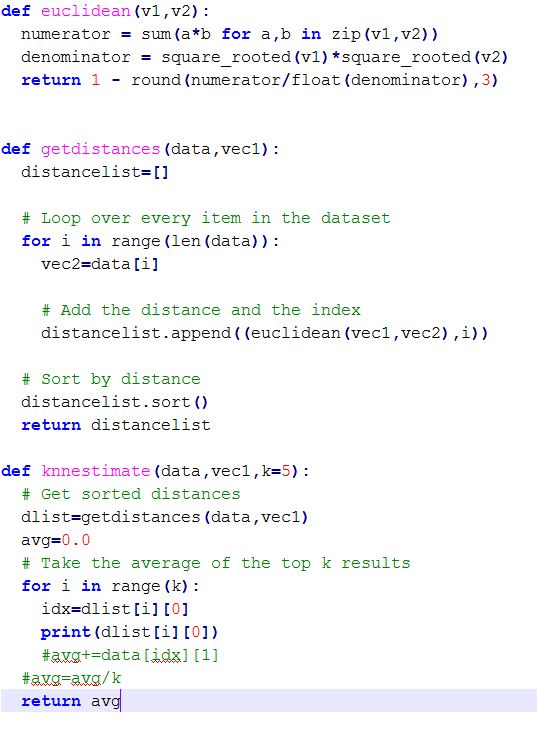 def euclidean(v1,v2):
  numerator = sum(a*b for a,b in zip(v1,v2))
  denominator = square_rooted(v1)*square_rooted(v2)
  return 1 - round(numerator/float(denominator),3)
def getdistances(data,vec1):
  distancelist=[]
  # Loop over every item in the dataset
  for i in range(len(data)):
    vec2=data[i]
    # Add the distance and the index
    distancelist.append((euclidean(vec1,vec2),i))
  # Sort by distance
  distancelist.sort()
  return distancelist
def knnestimate(data,vec1,k=5):
  # Get sorted distances
  dlist=getdistances(data,vec1)
  avg=0.0
  # Take the average of the top k results
  for i in range(k):
    idx=dlist[i][0]
    print(dlist[i][0])
    #avg+=data[idx][1]
  #avg=avg/k
  return avg